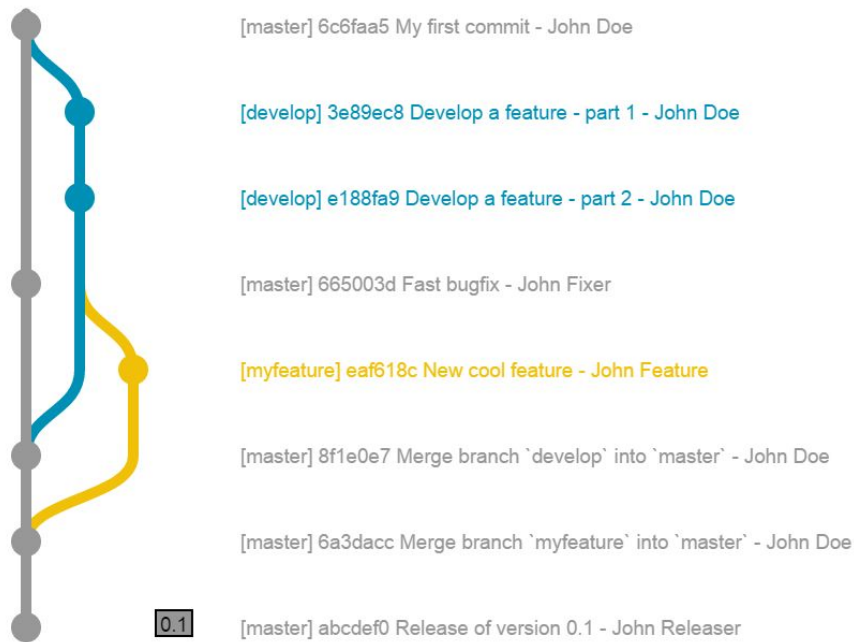 [master] 6c6faa5 My first commit - John Doe
[develop] 3e89ec8 Develop a feature - part 1 - John Doe
[develop] e188fa9 Develop a feature - part 2 - John Doe
[master] 665003d Fast bugfix - John Fixer
[myfeature] eaf618c New cool feature - John Feature
[master] 8f1e0e7 Merge branch `develop` into `master` - John Doe
[master] 6a3dacc Merge branch `myfeature` into `master` - John Doe
0.1 [master] abcdef0 Release of version 0.1 - John Releaser